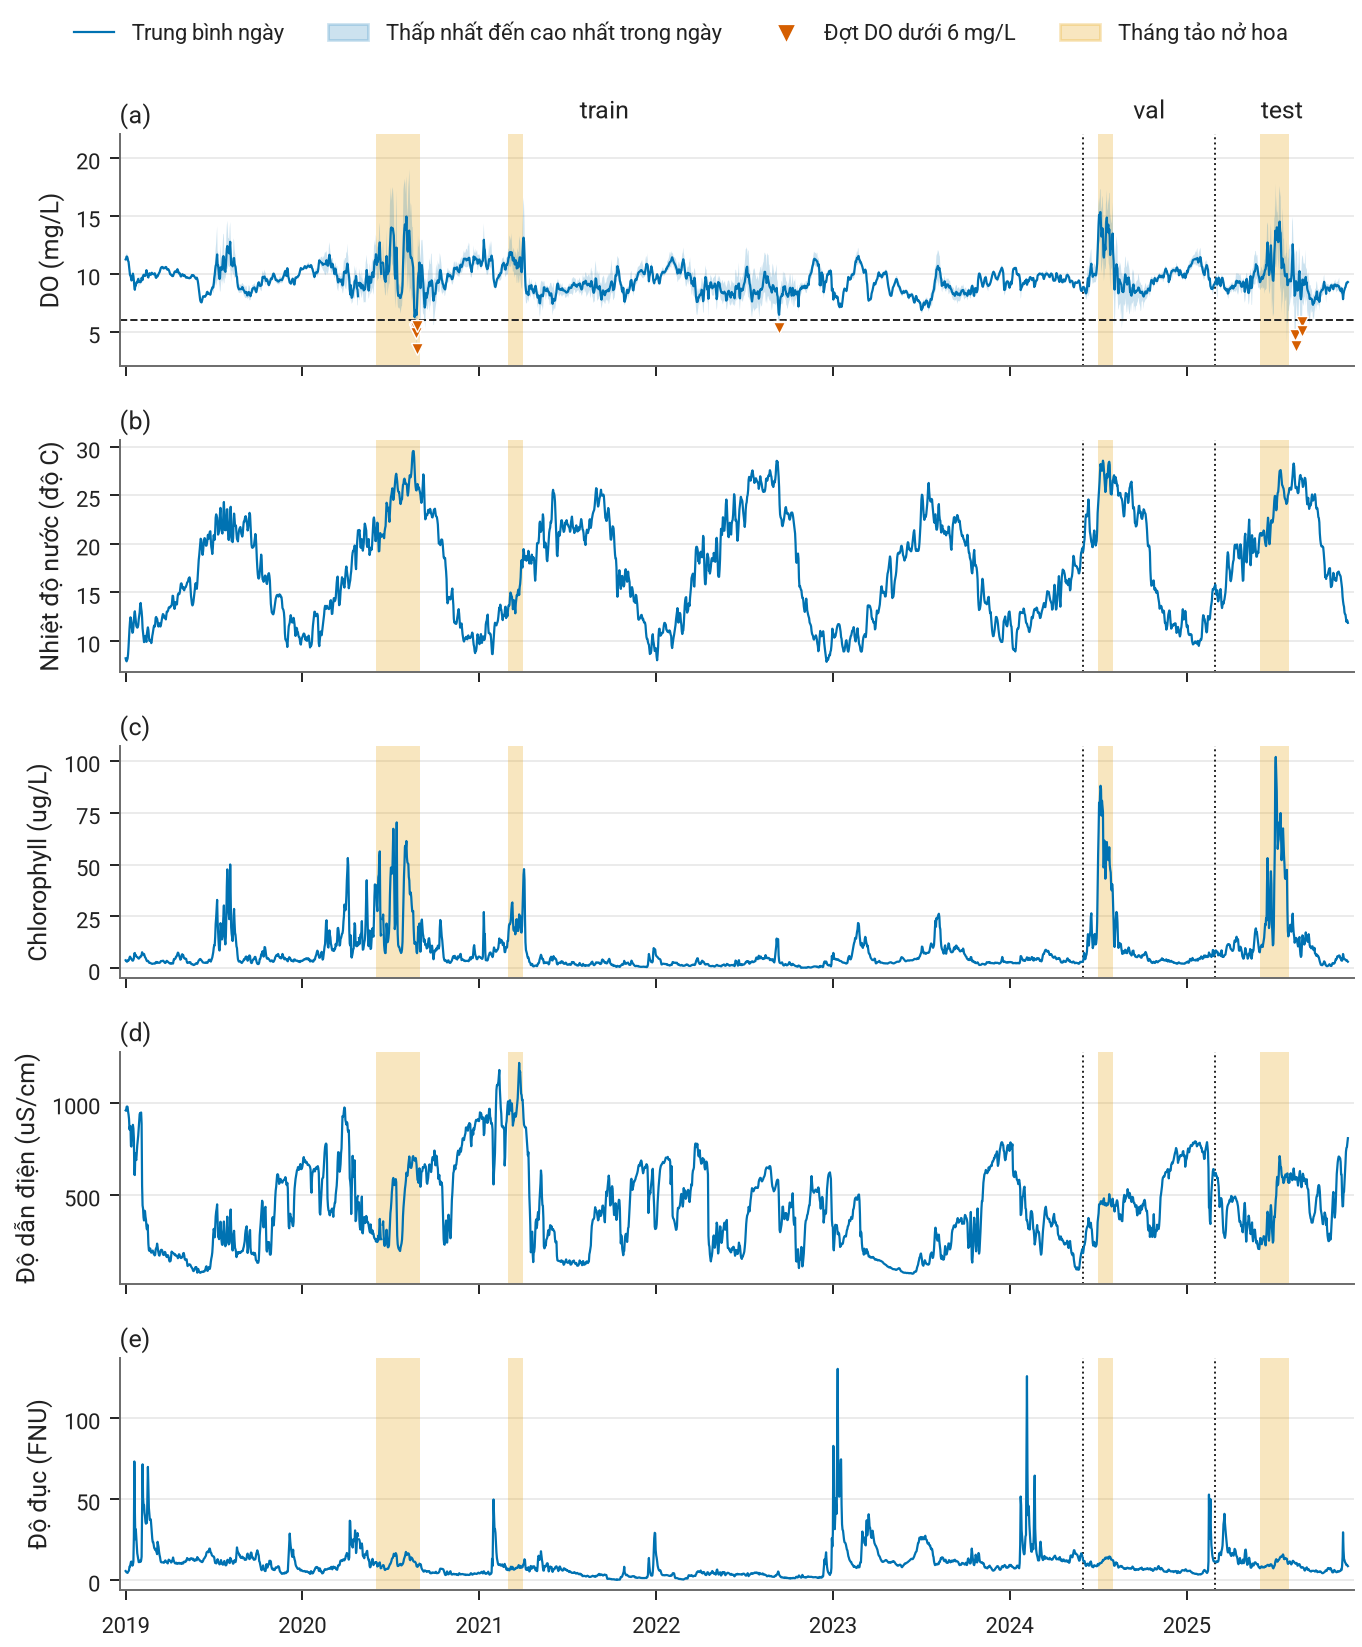 Trung bình ngày Thấp nhất đến cao nhất trong ngày Đợt DO dưới 6 mg/L Tháng tảo nở hoa
train val test
(a)
DO (mg/L)
20
15
10
5
(b)
Nhiệt độ nước (độ C)
30
25
20
15
10
(c)
Chlorophyll (ug/L)
100
75
50
25
0
(d)
Độ dẫn điện (uS/cm)
1000
500
(e)
Độ đục (FNU)
100
50
0
2019 2020 2021 2022 2023 2024 2025